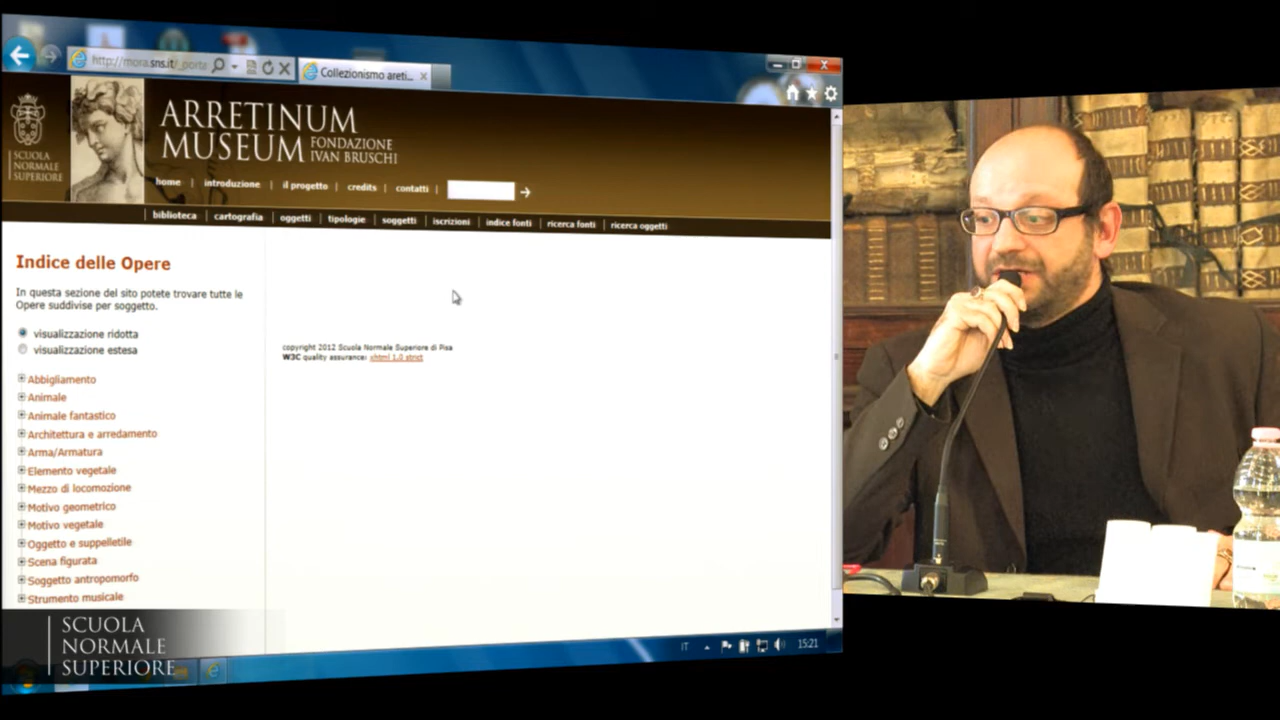 http://mora.sns.it/_porta
Collezionismo areti...
SCUOLA
NORMALE
SUPERIORE
ARRETINUM
MUSEUM FONDAZIONE
IVAN BRUSCHI
home | introduzione | il progetto | credits | contatti |
| biblioteca | cartografia | oggetti | tipologie | soggetti | iscrizioni | indice fonti | ricerca fonti | ricerca oggetti
Indice delle Opere
In questa sezione del sito potete trovare tutte le
Opere suddivise per soggetto.
visualizzazione ridotta
visualizzazione estesa
Abbigliamento
Animale
Animale fantastico
Architettura e arredamento
Arma/Armatura
Elemento vegetale
Mezzo di locomozione
Motivo geometrico
Motivo vegetale
Oggetto e suppelletile
Scena figurata
Soggetto antropomorfo
Strumento musicale
copyright 2012 Scuola Normale Superiore di Pisa
W3C quality assurance: xhtml 1.0 strict
SCUOLA
NORMALE
SUPERIORE
IT
15:21